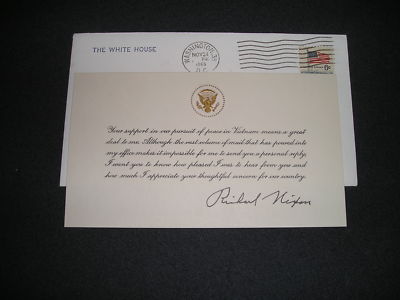 THE WHITE HOUSE
WASHINGTON,
NOV 24
PM
1969
D.C.
6c
Your support in our pursuit of peace in Vietnam means a great
deal to me. Although the vast volume of mail that has poured into
my office makes it impossible for me to send you a personal reply,
I want you to know how pleased I was to hear from you and
how much I appreciate your thoughtful concern for our country.
Richard Nixon